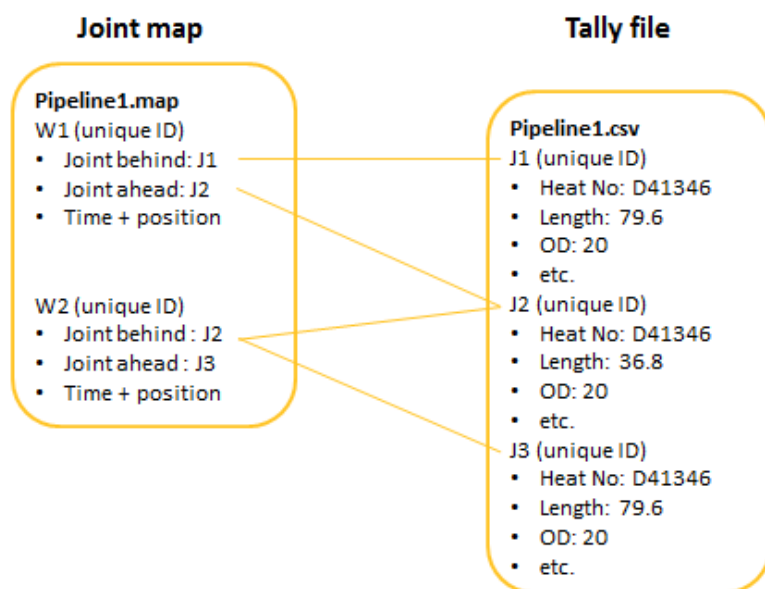 Joint map
Pipeline1.map
W1 (unique ID)
• Joint behind: J1
• Joint ahead: J2
• Time + position
W2 (unique ID)
• Joint behind : J2
• Joint ahead : J3
• Time + position
Tally file
Pipeline1.csv
J1 (unique ID)
• Heat No: D41346
• Length: 79.6
• OD: 20
• etc.
J2 (unique ID)
• Heat No: D41346
• Length: 36.8
• OD: 20
• etc.
J3 (unique ID)
• Heat No: D41346
• Length: 79.6
• OD: 20
• etc.